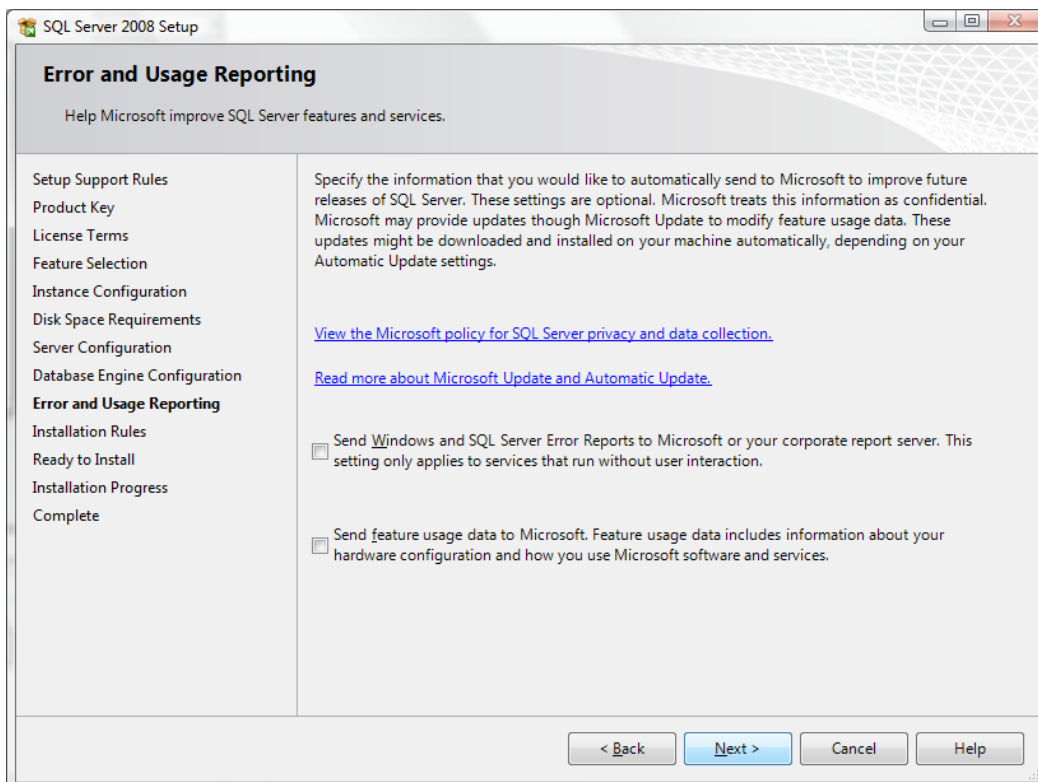 SQL Server 2008 Setup
Error and Usage Reporting
Help Microsoft improve SQL Server features and services.
Setup Support Rules
Product Key
License Terms
Feature Selection
Instance Configuration
Disk Space Requirements
Server Configuration
Database Engine Configuration
Error and Usage Reporting
Installation Rules
Ready to Install
Installation Progress
Complete
Specify the information that you would like to automatically send to Microsoft to improve future
releases of SQL Server. These settings are optional. Microsoft treats this information as confidential.
Microsoft may provide updates though Microsoft Update to modify feature usage data. These
updates might be downloaded and installed on your machine automatically, depending on your
Automatic Update settings.
View the Microsoft policy for SQL Server privacy and data collection.
Read more about Microsoft Update and Automatic Update.
Send Windows and SQL Server Error Reports to Microsoft or your corporate report server. This
setting only applies to services that run without user interaction.
Send feature usage data to Microsoft. Feature usage data includes information about your
hardware configuration and how you use Microsoft software and services.
< Back
Next >
Cancel
Help